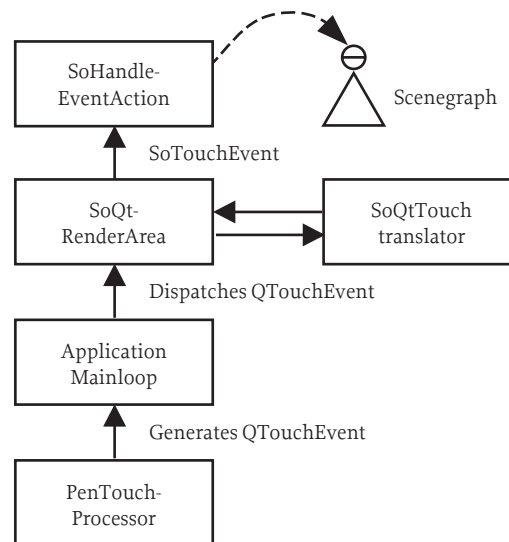 SoHandle-
EventAction
Scenegraph
SoTouchEvent
SoQt-
RenderArea
SoQtTouch
translator
Dispatches QTouchEvent
Application
Mainloop
Generates QTouchEvent
PenTouch-
Processor